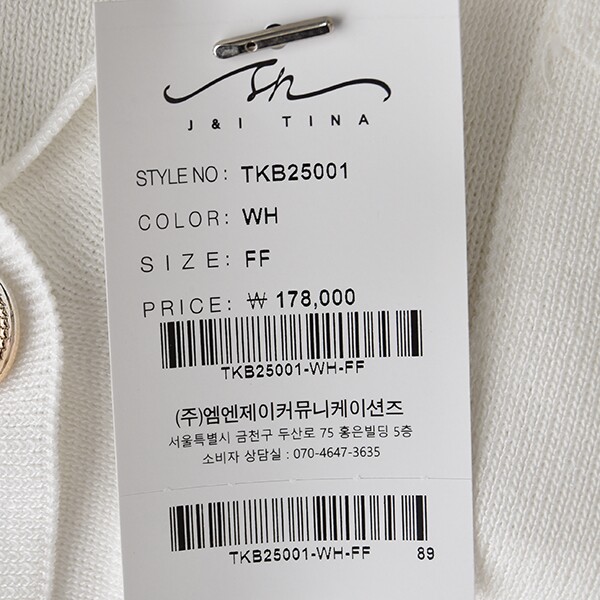 J & I TINA
STYLE NO : TKB25001
COLOR: WH
SIZE: FF
PRICE: ₩ 178,000
TKB25001-WH-FF
(주)엠엔제이커뮤니케이션즈
서울특별시 금천구 두산로 75 홍은빌딩 5층
소비자 상담실 : 070-4647-3635
TKB25001-WH-FF 89